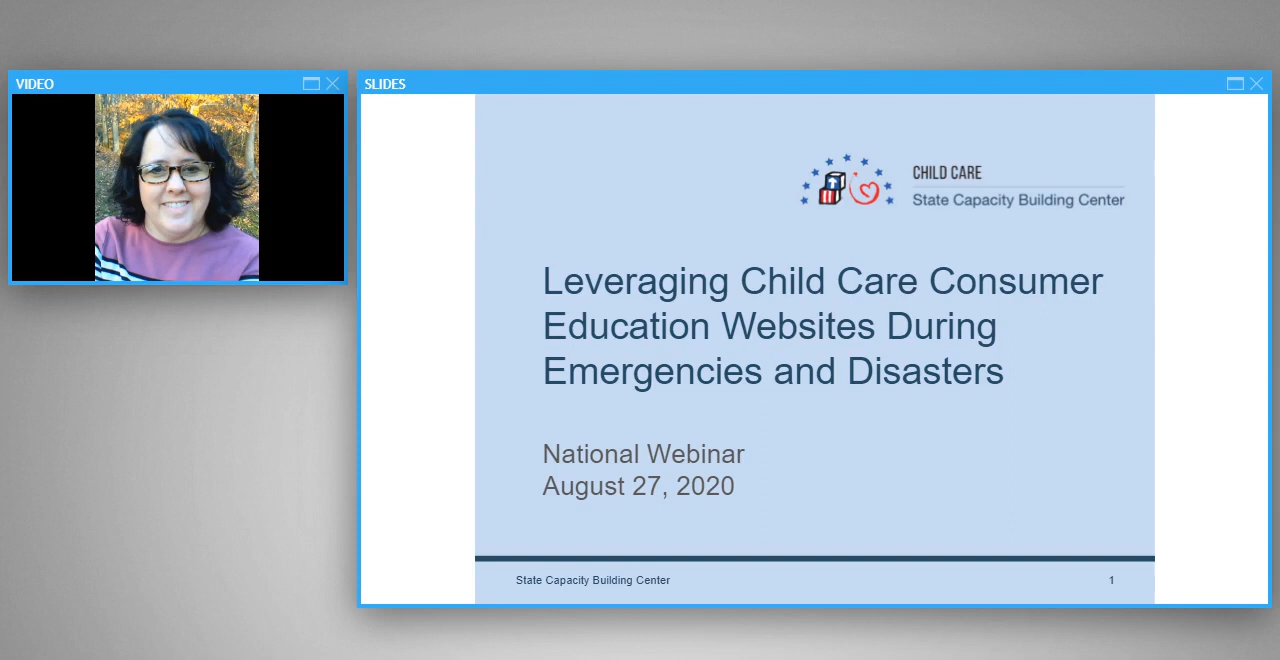 VIDEO
SLIDES
CHILD CARE
State Capacity Building Center
Leveraging Child Care Consumer
Education Websites During
Emergencies and Disasters
National Webinar
August 27, 2020
State Capacity Building Center
1